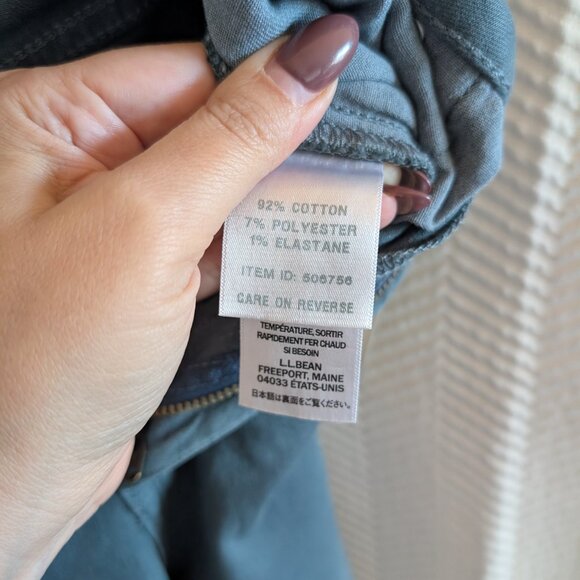 92% COTTON
7% POLYESTER
1% ELASTANE
ITEM ID: 506756
CARE ON REVERSE
TEMPÉRATURE, SORTIR
RAPIDEMENT FER CHAUD
SI BESOIN
L.L.BEAN
FREEPORT, MAINE
04033 ÉTATS-UNIS
日本語は裏面をご覧ください。